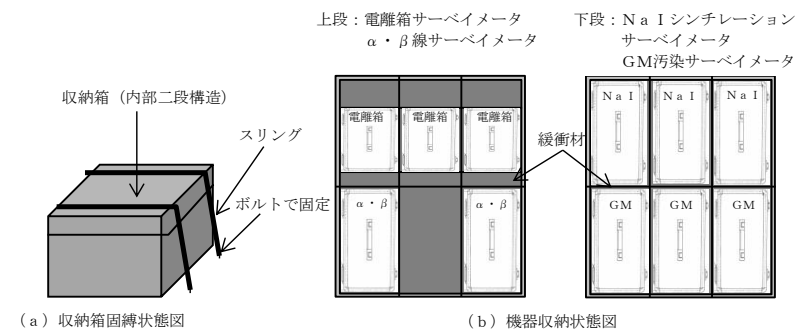 上段：電離箱サーベイメータ
α・β線サーベイメータ
下段：ＮａＩシンチレーション
サーベイメータ
ＧＭ汚染サーベイメータ
収納箱（内部二段構造）
スリング
ボルトで固定
電離箱
電離箱
電離箱
α・β
α・β
緩衝材
ＮａＩ
ＮａＩ
ＮａＩ
ＧＭ
ＧＭ
ＧＭ
（ａ）収納箱固縛状態図
（ｂ）機器収納状態図